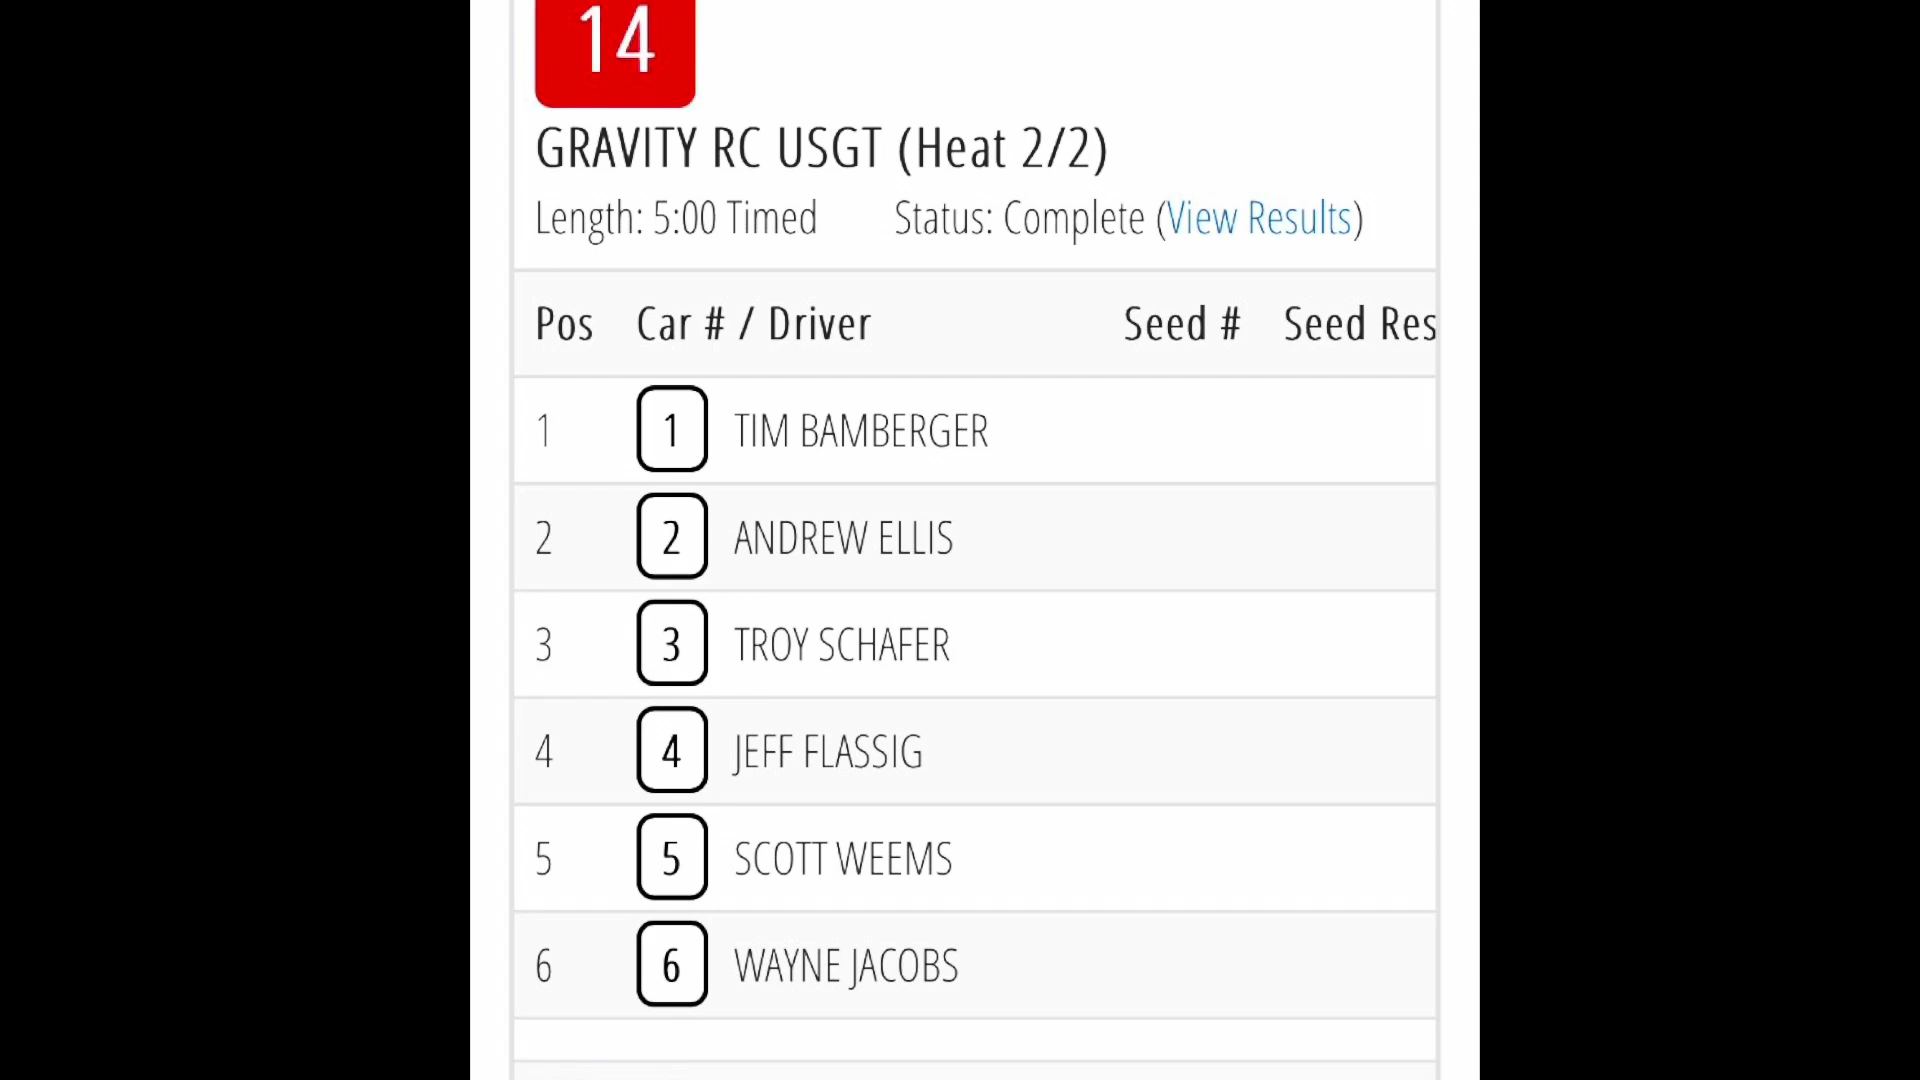 14
GRAVITY RC USGT (Heat 2/2)
Length: 5:00 Timed Status: Complete (View Results)
Pos Car # / Driver Seed # Seed Res
1 1 TIM BAMBERGER
2 2 ANDREW ELLIS
3 3 TROY SCHAFER
4 4 JEFF FLASSIG
5 5 SCOTT WEEMS
6 6 WAYNE JACOBS